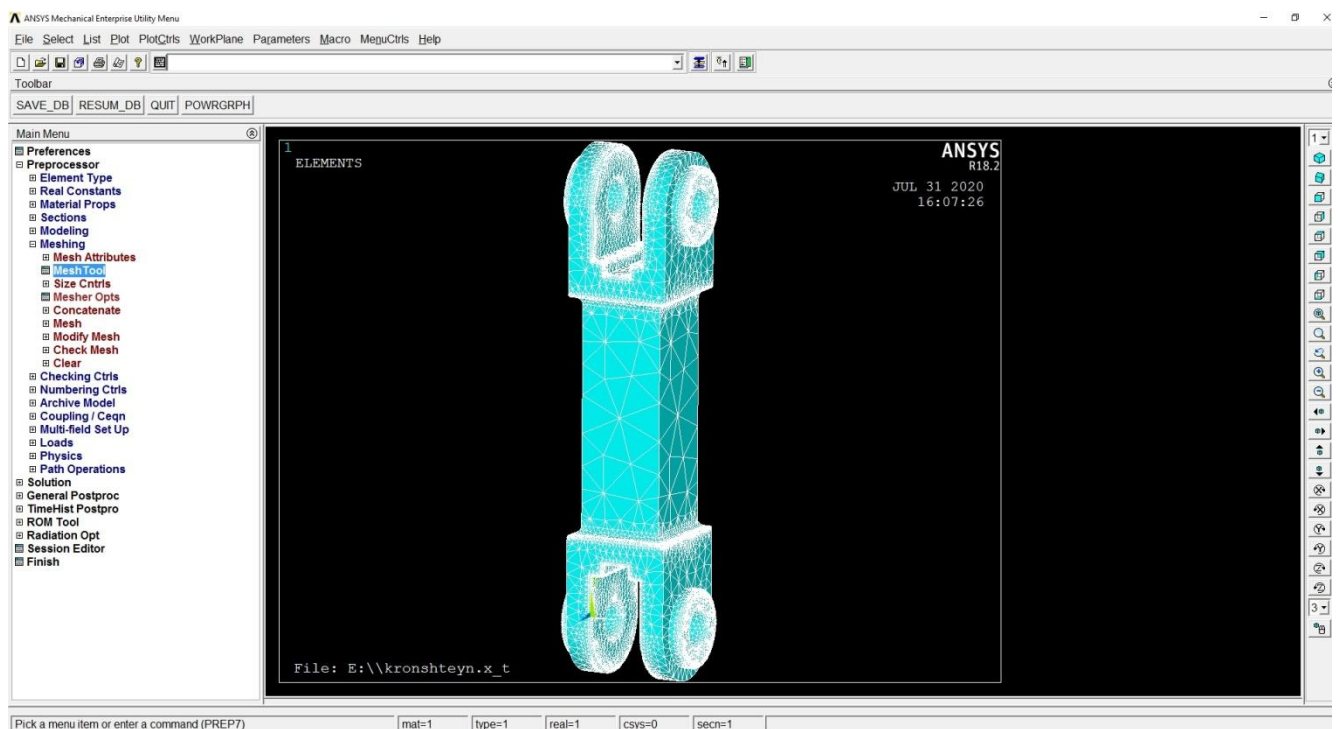 ANSYS Mechanical Enterprise Utility Menu
File Select List Plot PlotCtrls WorkPlane Parameters Macro MenuCtrls Help
Toolbar
SAVE_DB RESUM_DB QUIT POWRGRPH
Main Menu
Preferences
Preprocessor
Element Type
Real Constants
Material Props
Sections
Modeling
Meshing
Mesh Attributes
MeshTool
Size Cntrls
Mesher Opts
Concatenate
Mesh
Modify Mesh
Check Mesh
Clear
Checking Ctrls
Numbering Ctrls
Archive Model
Coupling / Ceqn
Multi-field Set Up
Loads
Physics
Path Operations
Solution
General Postproc
TimeHist Postpro
ROM Tool
Radiation Opt
Session Editor
Finish
1
ELEMENTS
ANSYS
R18.2
JUL 31 2020
16:07:26
File: E:\\kronshteyn.x_t
1
3
Pick a menu item or enter a command (PREP7) mat=1 type=1 real=1 csys=0 secn=1